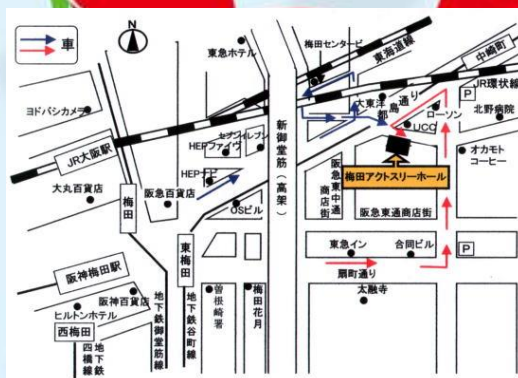 車
N
東急ホテル
梅田センタービル
東海道線
中崎町
JR環状線
ヨドバシカメラ
JR大阪駅
セブンイレブン
HEPファイヴ
HEPナビ
新御堂筋(高架)
大東洋
都島通り
P
ローソン
北野病院
UCC
オカモトコーヒー
大丸百貨店
梅田
阪急百貨店
OSビル
阪急東中通商店街
梅田アクトスリーホール
阪急東通商店街
東梅田
阪神梅田駅
東急イン
合同ビル
P
扇町通り
太融寺
阪神百貨店
ヒルトンホテル
西梅田
地下鉄四橋線
地下鉄御堂筋線
地下鉄谷町線
曽根崎署
梅田花月